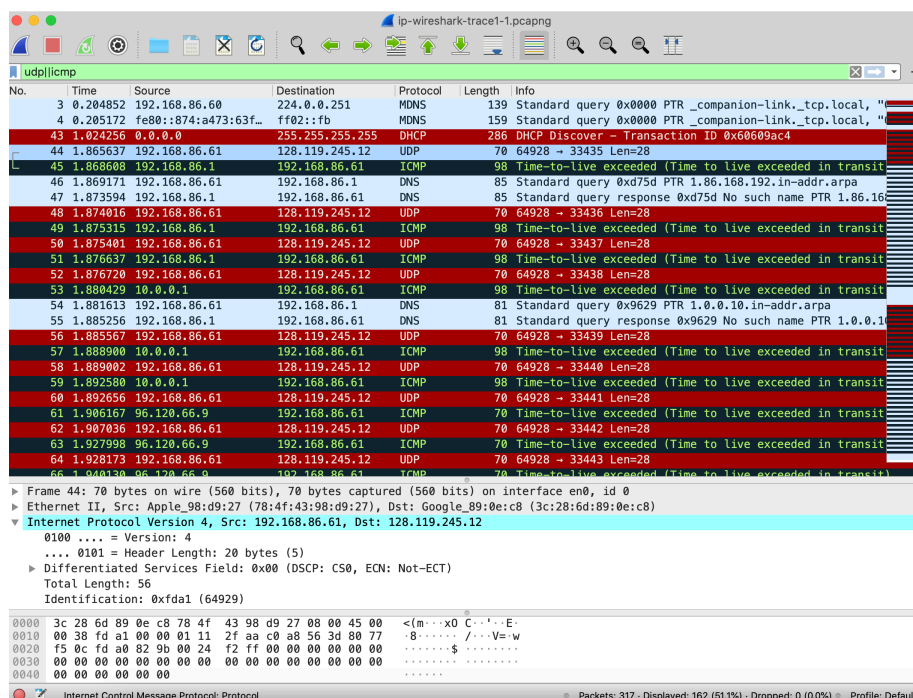 ip-wireshark-trace1-1.pcapng
udp||icmp
No. Time Source Destination Protocol Length Info
3 0.204852 192.168.86.60 224.0.0.251 MDNS 139 Standard query 0x0000 PTR _companion-link._tcp.local, "
4 0.205172 fe80::874:a473:63f… ff02::fb MDNS 159 Standard query 0x0000 PTR _companion-link._tcp.local, "
43 1.024256 0.0.0.0 255.255.255.255 DHCP 286 DHCP Discover - Transaction ID 0x60609ac4
44 1.865637 192.168.86.61 128.119.245.12 UDP 70 64928 → 33435 Len=28
45 1.868608 192.168.86.1 192.168.86.61 ICMP 98 Time-to-live exceeded (Time to live exceeded in transit
46 1.869171 192.168.86.61 192.168.86.1 DNS 85 Standard query 0xd75d PTR 1.86.168.192.in-addr.arpa
47 1.873594 192.168.86.1 192.168.86.61 DNS 85 Standard query response 0xd75d No such name PTR 1.86.16
48 1.874016 192.168.86.61 128.119.245.12 UDP 70 64928 → 33436 Len=28
49 1.875315 192.168.86.1 192.168.86.61 ICMP 98 Time-to-live exceeded (Time to live exceeded in transit
50 1.875401 192.168.86.61 128.119.245.12 UDP 70 64928 → 33437 Len=28
51 1.876637 192.168.86.1 192.168.86.61 ICMP 98 Time-to-live exceeded (Time to live exceeded in transit
52 1.876720 192.168.86.61 128.119.245.12 UDP 70 64928 → 33438 Len=28
53 1.880429 10.0.0.1 192.168.86.61 ICMP 98 Time-to-live exceeded (Time to live exceeded in transit
54 1.881613 192.168.86.61 192.168.86.1 DNS 81 Standard query 0x9629 PTR 1.0.0.10.in-addr.arpa
55 1.885256 192.168.86.1 192.168.86.61 DNS 81 Standard query response 0x9629 No such name PTR 1.0.0.1
56 1.885567 192.168.86.61 128.119.245.12 UDP 70 64928 → 33439 Len=28
57 1.888900 10.0.0.1 192.168.86.61 ICMP 98 Time-to-live exceeded (Time to live exceeded in transit
58 1.889002 192.168.86.61 128.119.245.12 UDP 70 64928 → 33440 Len=28
59 1.892580 10.0.0.1 192.168.86.61 ICMP 98 Time-to-live exceeded (Time to live exceeded in transit
60 1.892656 192.168.86.61 128.119.245.12 UDP 70 64928 → 33441 Len=28
61 1.906167 96.120.66.9 192.168.86.61 ICMP 70 Time-to-live exceeded (Time to live exceeded in transit
62 1.907036 192.168.86.61 128.119.245.12 UDP 70 64928 → 33442 Len=28
63 1.927998 96.120.66.9 192.168.86.61 ICMP 70 Time-to-live exceeded (Time to live exceeded in transit
64 1.928173 192.168.86.61 128.119.245.12 UDP 70 64928 → 33443 Len=28
66 1.940130 96.120.66.9 192.168.86.61 ICMP 70 Time-to-live exceeded (Time to live exceeded in transit)
Frame 44: 70 bytes on wire (560 bits), 70 bytes captured (560 bits) on interface en0, id 0
Ethernet II, Src: Apple_98:d9:27 (78:4f:43:98:d9:27), Dst: Google_89:0e:c8 (3c:28:6d:89:0e:c8)
Internet Protocol Version 4, Src: 192.168.86.61, Dst: 128.119.245.12
0100 .... = Version: 4
.... 0101 = Header Length: 20 bytes (5)
Differentiated Services Field: 0x00 (DSCP: CS0, ECN: Not-ECT)
Total Length: 56
Identification: 0xfda1 (64929)
0000 3c 28 6d 89 0e c8 78 4f 43 98 d9 27 08 00 45 00 <(m···xO C··'··E·
0010 00 38 fd a1 00 00 01 11 2f aa c0 a8 56 3d 80 77 ·8······ /···V=·w
0020 f5 0c fd a0 82 9b 00 24 f2 ff 00 00 00 00 00 00 ·······$ ········
0030 00 00 00 00 00 00 00 00 00 00 00 00 00 00 00 00 ········ ········
0040 00 00 00 00 00 00 ······
Internet Control Message Protocol: Protocol Packets: 317 · Displayed: 162 (51.1%) · Dropped: 0 (0.0%) Profile: Defau